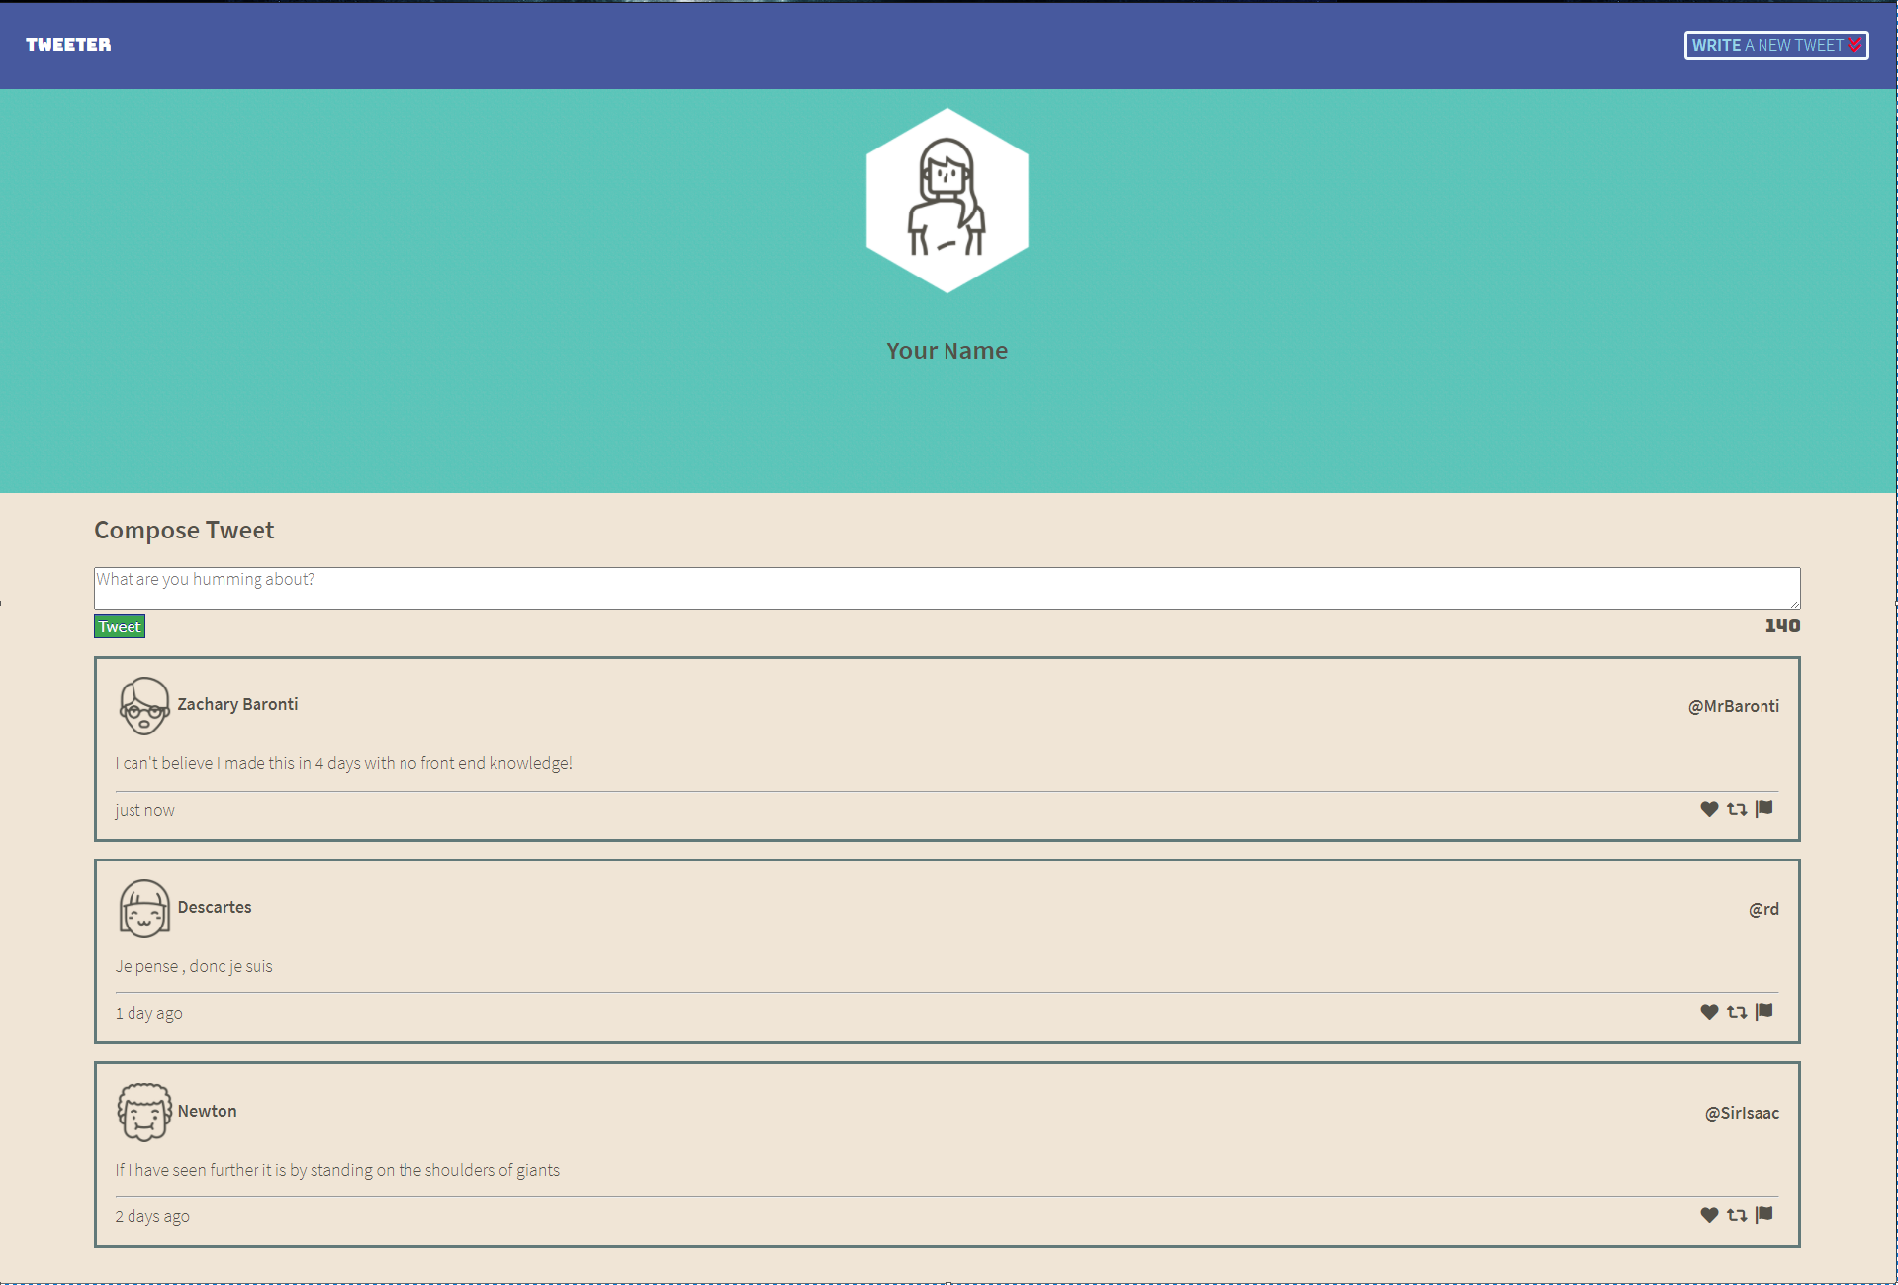 TWEETER
WRITE A NEW TWEET
Your Name
Compose Tweet
What are you humming about?
Tweet
140
Zachary Baronti
@MrBaronti
I can't believe I made this in 4 days with no front end knowledge!
just now
Descartes
@rd
Je pense , donc je suis
1 day ago
Newton
@SirIsaac
If I have seen further it is by standing on the shoulders of giants
2 days ago